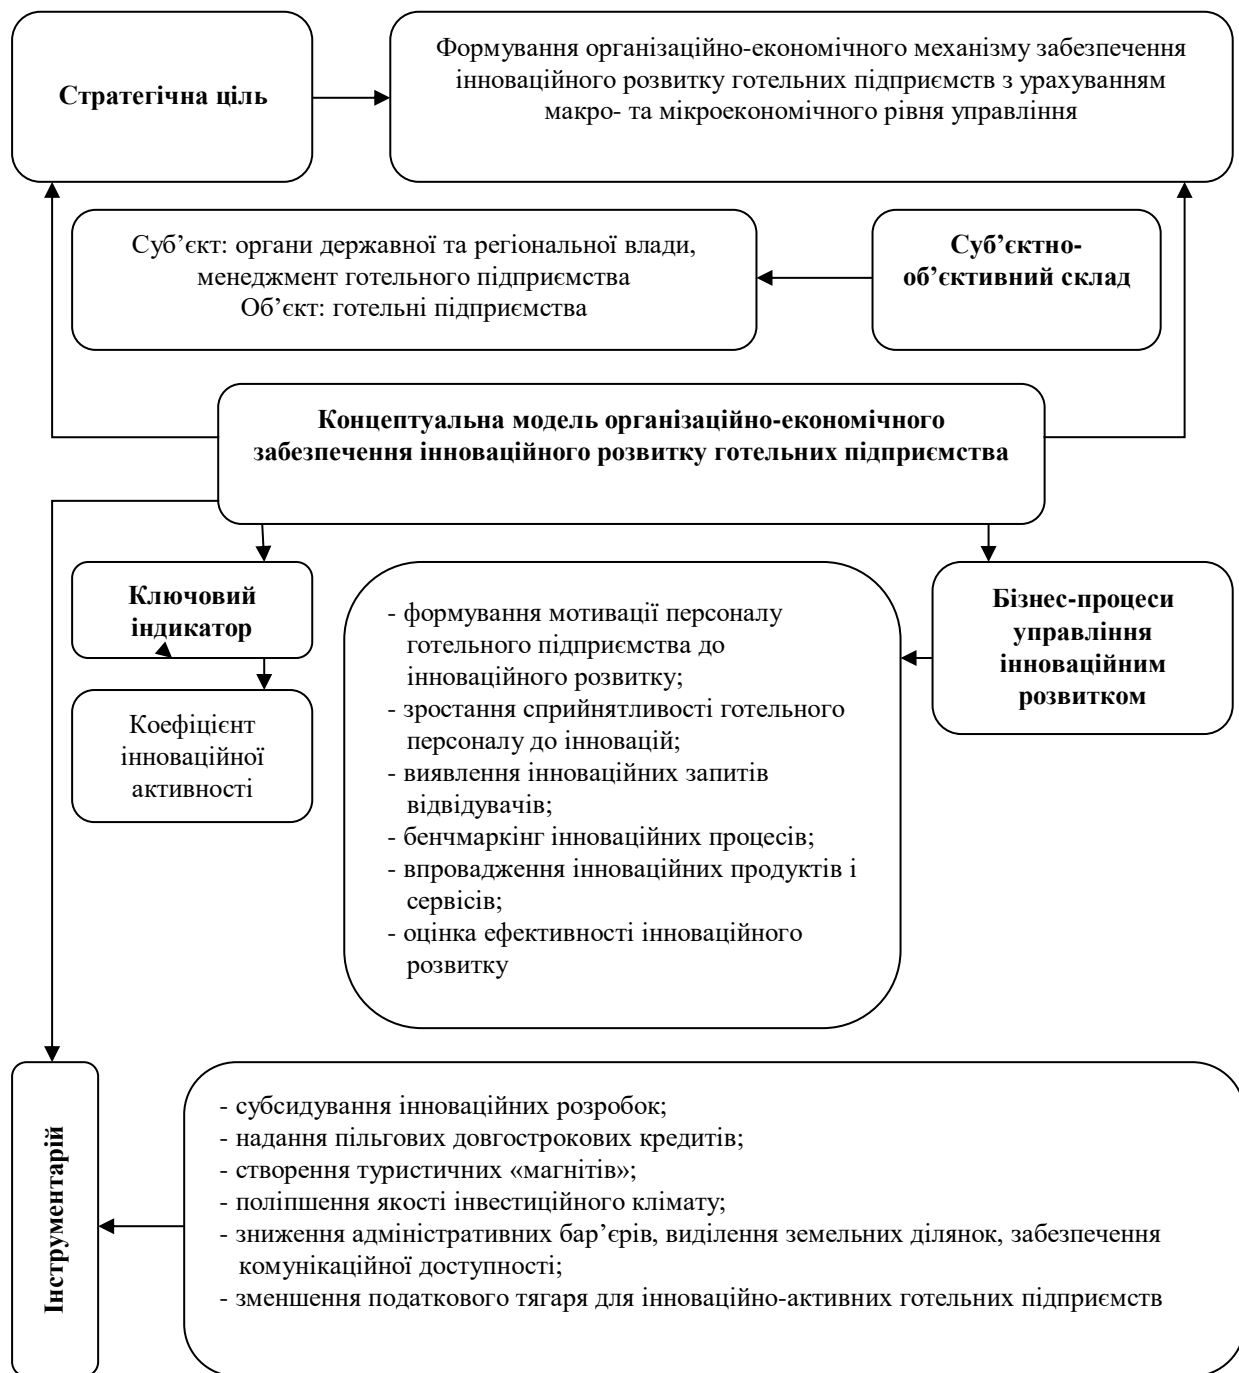 Стратегічна ціль
Формування організаційно-економічного механізму забезпечення
інноваційного розвитку готельних підприємств з урахуванням
макро- та мікроекономічного рівня управління
Суб’єкт: органи державної та регіональної влади,
менеджмент готельного підприємства
Об’єкт: готельні підприємства
Суб’єктно-
об’єктивний склад
Концептуальна модель організаційно-економічного
забезпечення інноваційного розвитку готельних підприємства
Ключовий
індикатор
Коефіцієнт
інноваційної
активності
- формування мотивації персоналу
готельного підприємства до
інноваційного розвитку;
- зростання сприйнятливості готельного
персоналу до інновацій;
- виявлення інноваційних запитів
відвідувачів;
- бенчмаркінг інноваційних процесів;
- впровадження інноваційних продуктів і
сервісів;
- оцінка ефективності інноваційного
розвитку
Бізнес-процеси
управління
інноваційним
розвитком
Інструментарій
- субсидування інноваційних розробок;
- надання пільгових довгострокових кредитів;
- створення туристичних «магнітів»;
- поліпшення якості інвестиційного клімату;
- зниження адміністративних бар’єрів, виділення земельних ділянок, забезпечення
комунікаційної доступності;
- зменшення податкового тягаря для інноваційно-активних готельних підприємств